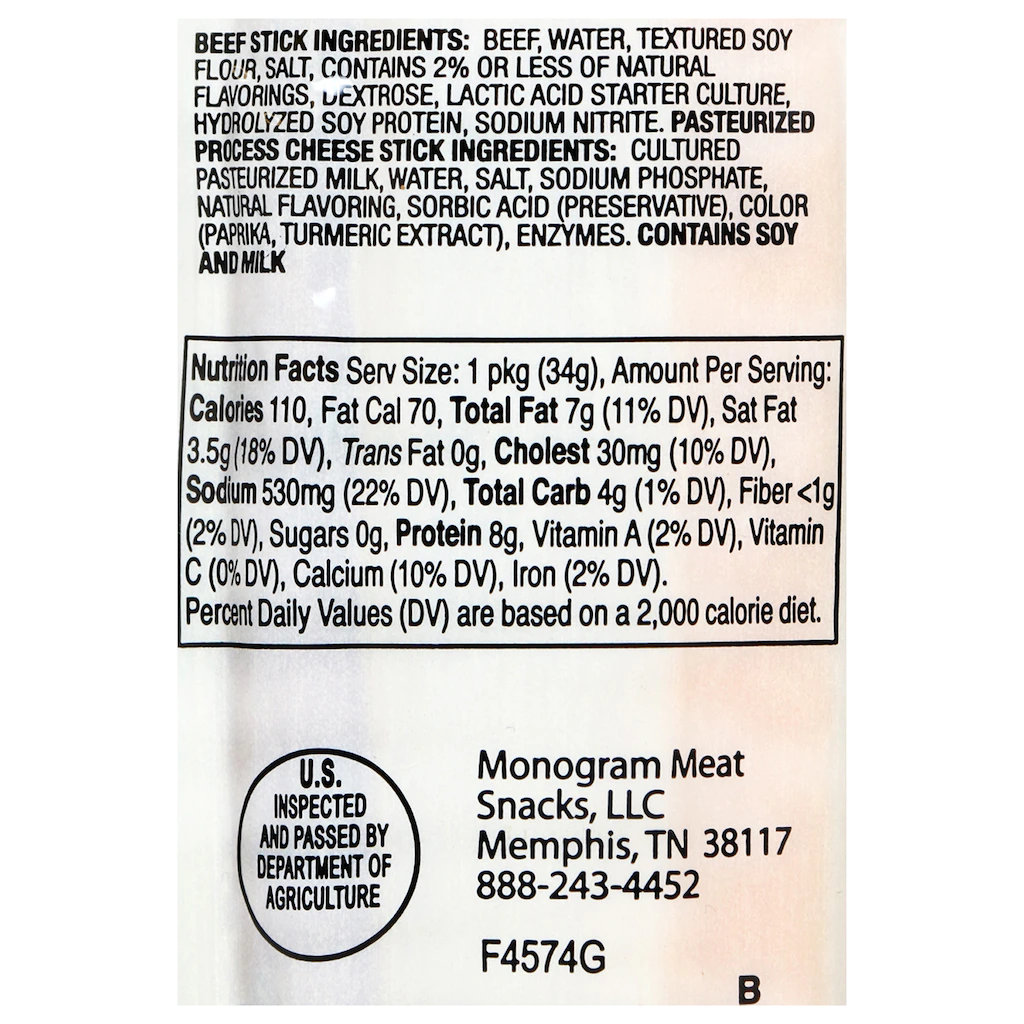 BEEF STICK INGREDIENTS: BEEF, WATER, TEXTURED SOY
FLOUR, SALT, CONTAINS 2% OR LESS OF NATURAL
FLAVORINGS, DEXTROSE, LACTIC ACID STARTER CULTURE,
HYDROLYZED SOY PROTEIN, SODIUM NITRITE. PASTEURIZED
PROCESS CHEESE STICK INGREDIENTS: CULTURED
PASTEURIZED MILK, WATER, SALT, SODIUM PHOSPHATE,
NATURAL FLAVORING, SORBIC ACID (PRESERVATIVE), COLOR
(PAPRIKA, TURMERIC EXTRACT), ENZYMES. CONTAINS SOY
AND MILK
Nutrition Facts Serv Size: 1 pkg (34g), Amount Per Serving:
Calories 110, Fat Cal 70, Total Fat 7g (11% DV), Sat Fat
3.5g (18% DV), Trans Fat 0g, Cholest 30mg (10% DV),
Sodium 530mg (22% DV), Total Carb 4g (1% DV), Fiber <1g
(2% DV), Sugars 0g, Protein 8g, Vitamin A (2% DV), Vitamin
C (0% DV), Calcium (10% DV), Iron (2% DV).
Percent Daily Values (DV) are based on a 2,000 calorie diet.
U.S.
INSPECTED
AND PASSED BY
DEPARTMENT OF
AGRICULTURE
Monogram Meat
Snacks, LLC
Memphis, TN 38117
888-243-4452
F4574G
B